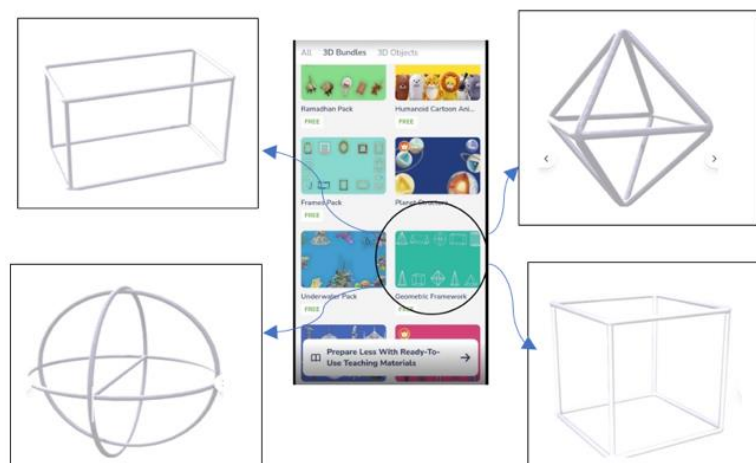 All 3D Bundles 3D Objects
Ramadhan Pack Humanoid Cartoon Ani...
FREE FREE
Frames Pack Planet Structure
FREE
Underwater Pack Geometric Framework
FREE FREE
Prepare Less With Ready-To-
Use Teaching Materials